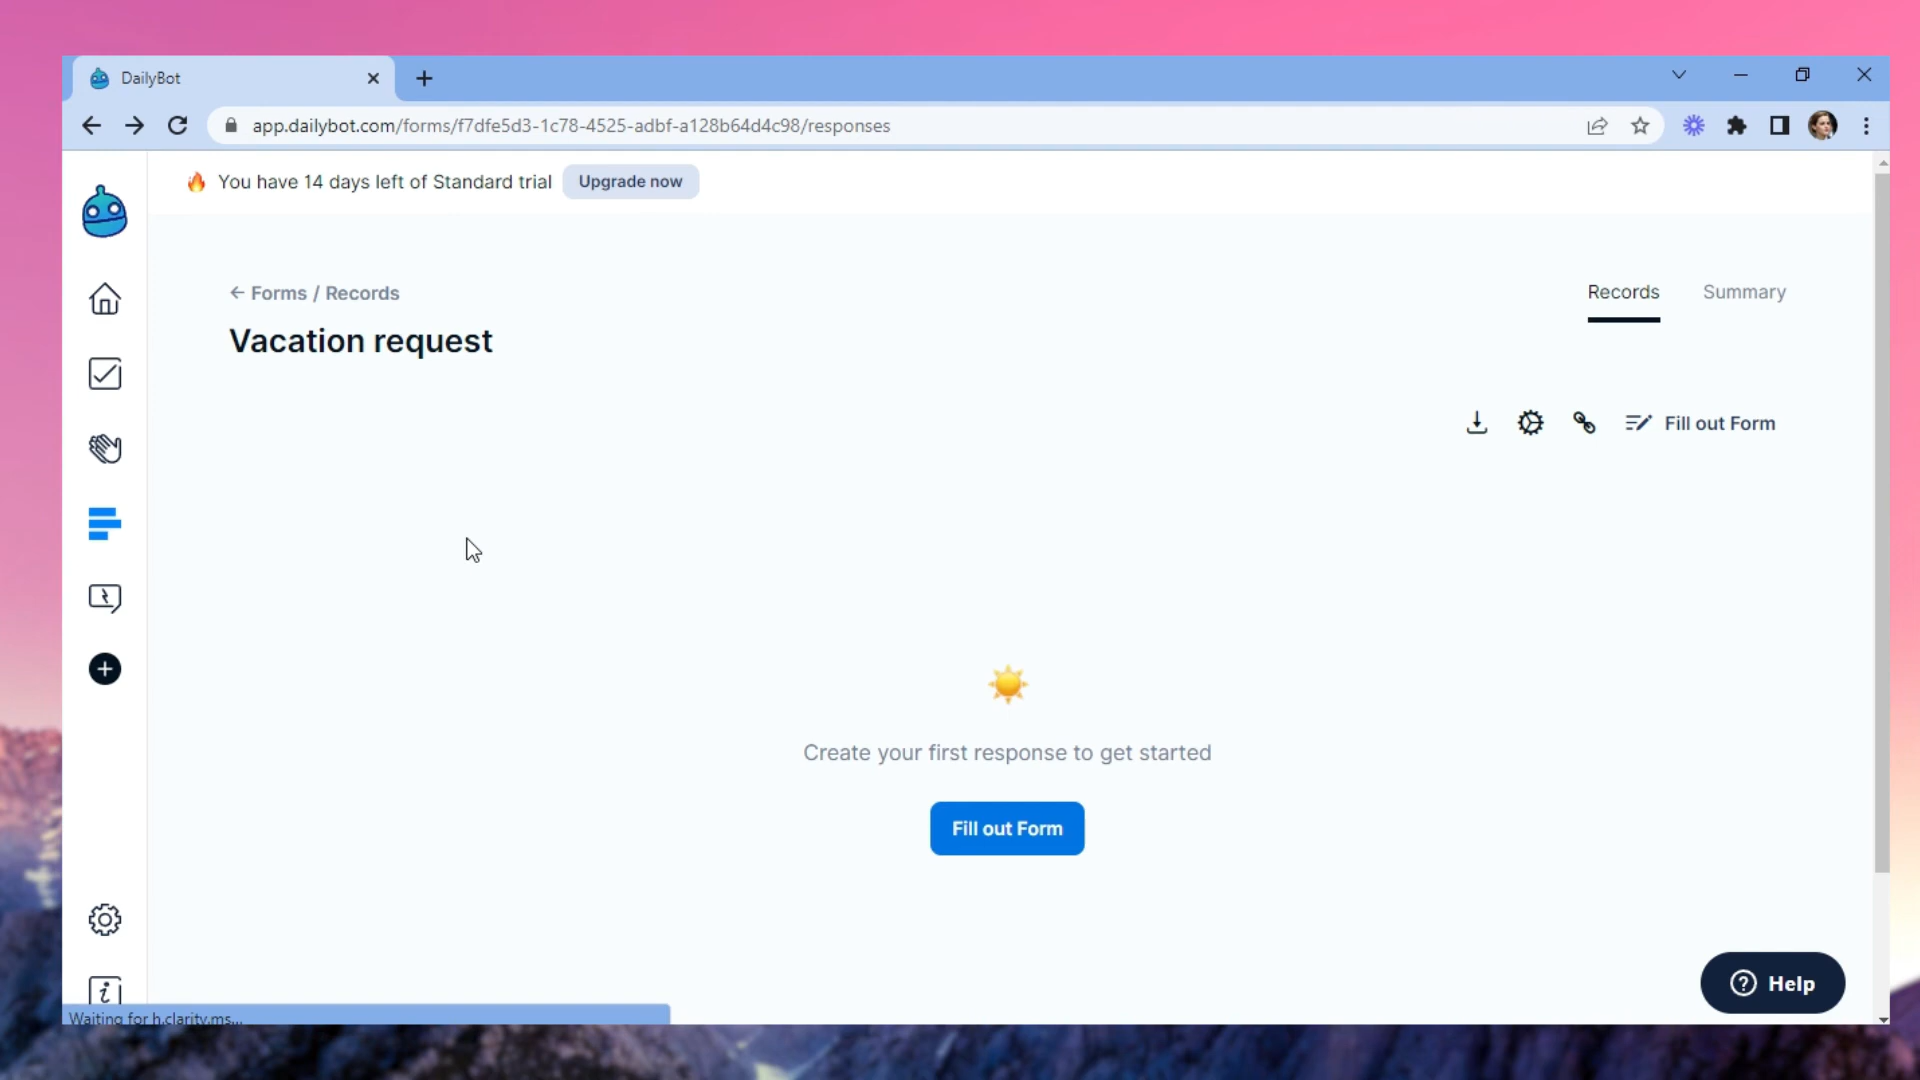 DailyBot
app.dailybot.com/forms/f7dfe5d3-1c78-4525-adbf-a128b64d4c98/responses
You have 14 days left of Standard trial
Upgrade now
← Forms / Records
Records
Summary
Vacation request
Fill out Form
Create your first response to get started
Fill out Form
Help
Waiting for h.clarity.ms...